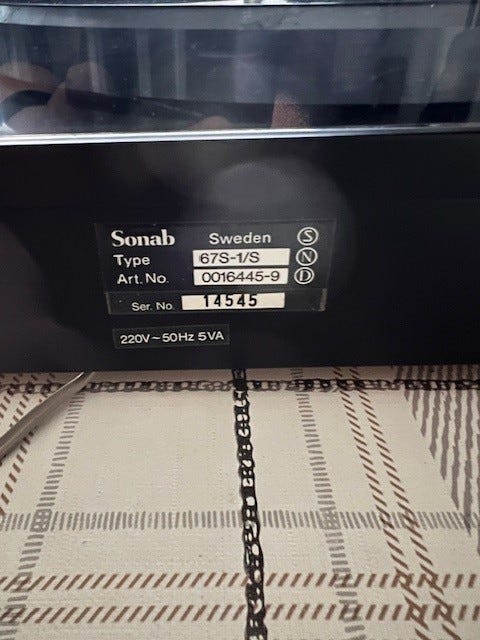 Sonab Sweden Ⓢ
Type 67S-1/S Ⓝ
Art. No. 0016445-9 Ⓓ
Ser. No. 14545
220V~50Hz 5VA